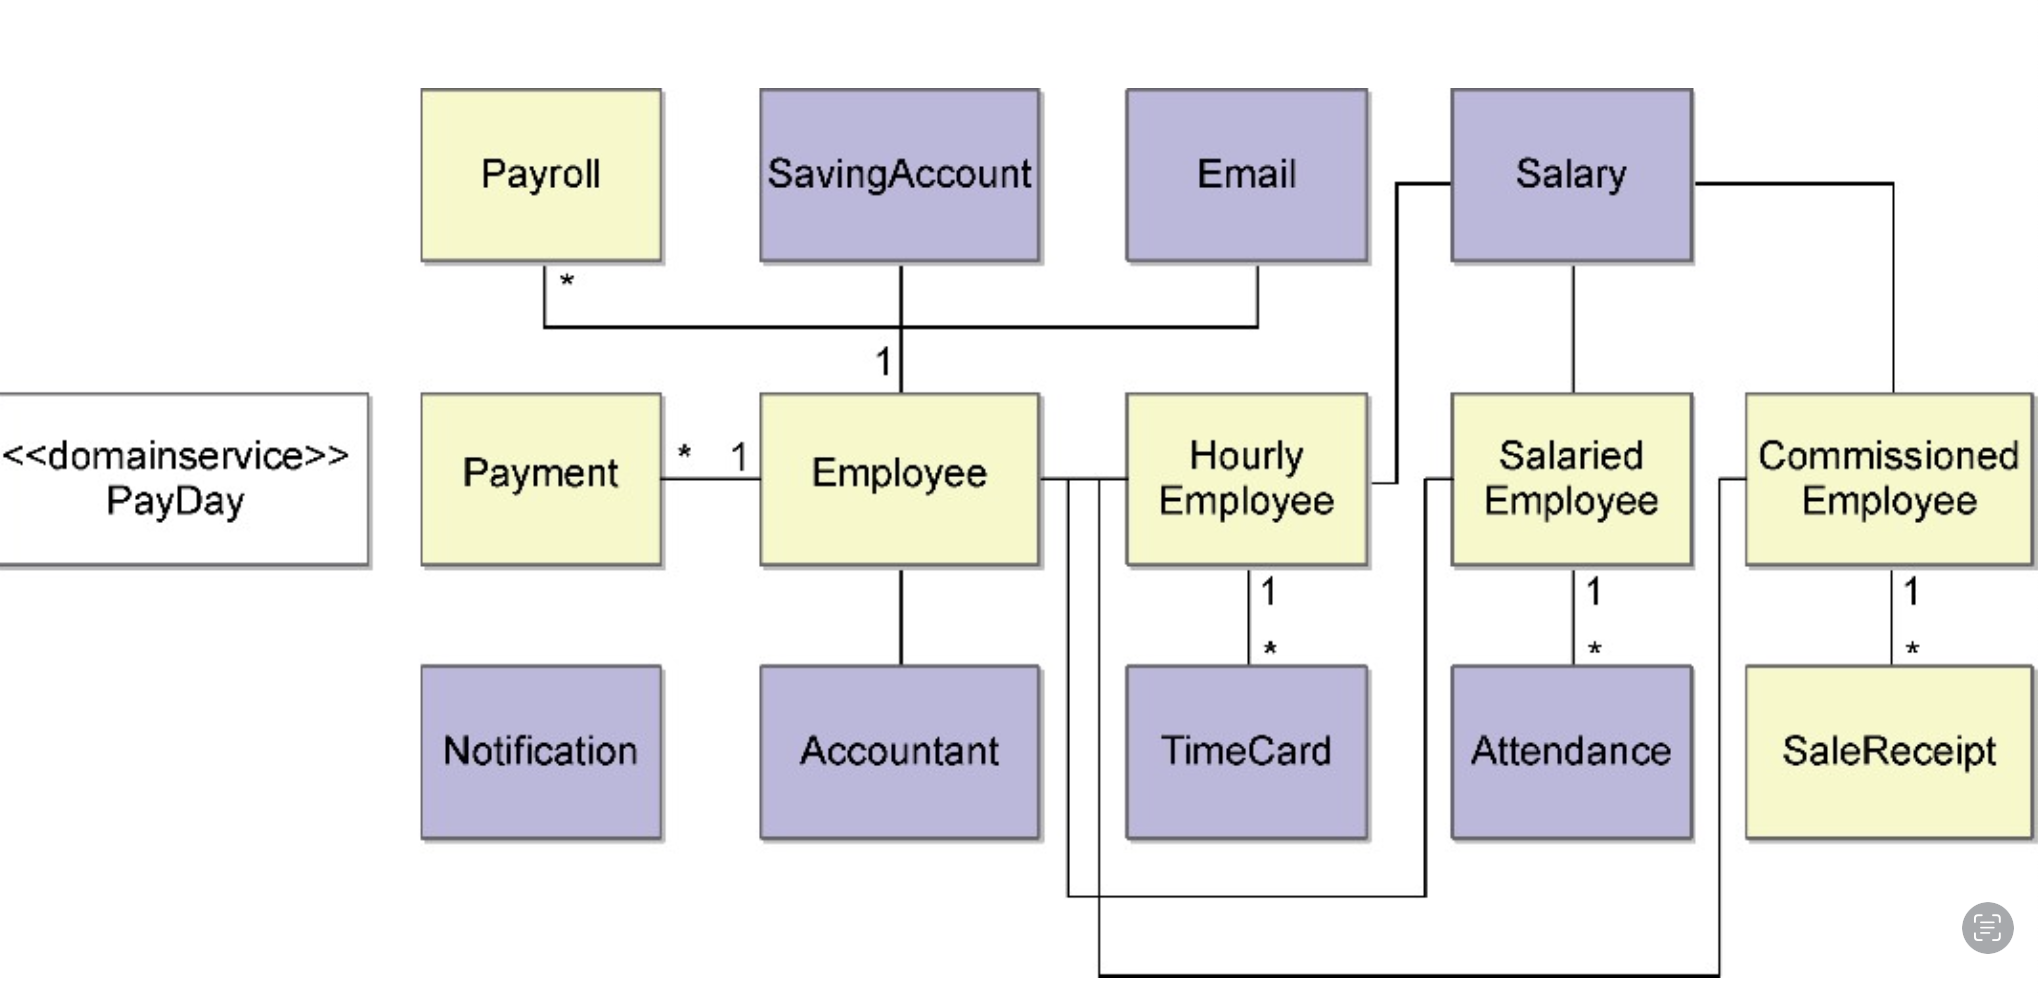 Payroll
SavingAccount
Email
Salary
*
1
<<domainservice>>
PayDay
Payment
* 1
Employee
Hourly
Employee
Salaried
Employee
Commissioned
Employee
1
*
1
*
1
*
Notification
Accountant
TimeCard
Attendance
SaleReceipt